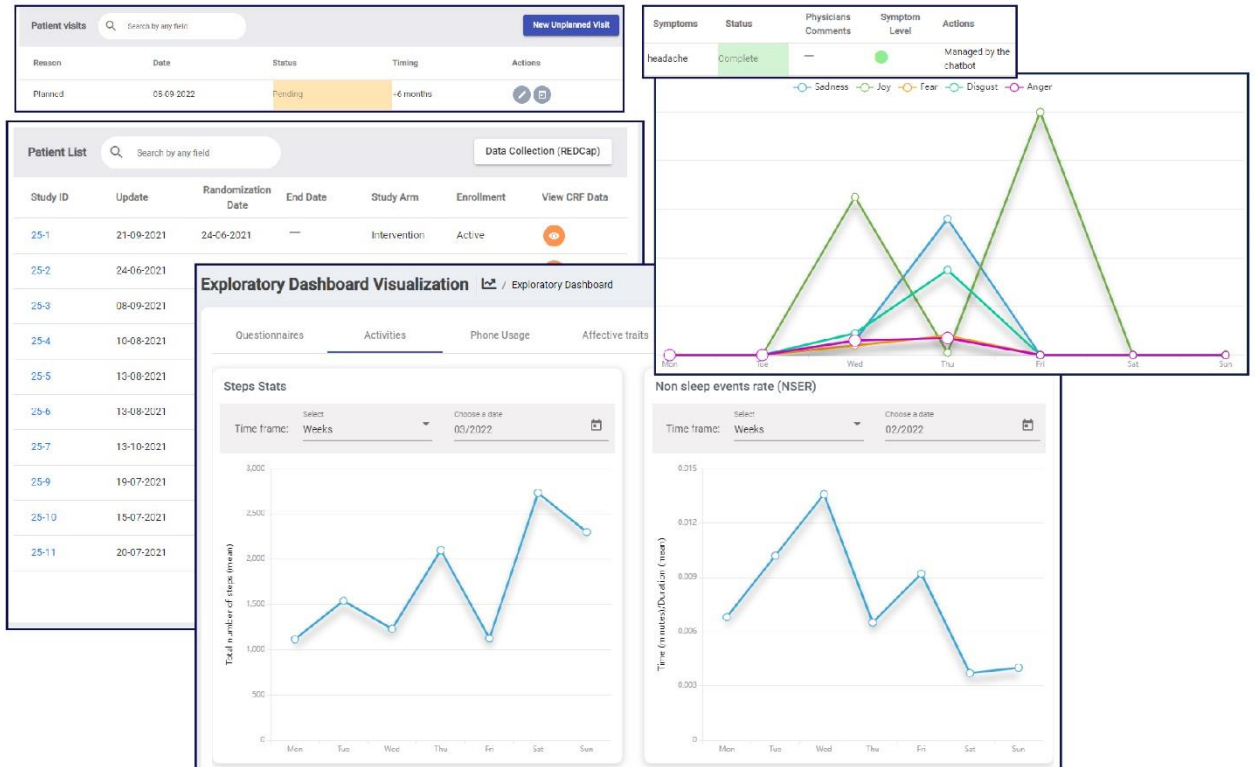 Patient visits
Search by any field
New Unplanned Visit
Reason Date Status Timing Actions
Planned 08-09-2022 Pending -6 months
Symptoms Status Physicians Comments Symptom Level Actions
headache Complete — Managed by the chatbot
Sadness Joy Fear Disgust Anger
Mon Tue Wed Thu Fri Sat Sun
Patient List
Search by any field
Data Collection (REDCap)
Study ID Update Randomization Date End Date Study Arm Enrollment View CRF Data
25-1 21-09-2021 24-06-2021 — Intervention Active
25-2 24-06-2021
25-3 08-09-2021
25-4 10-08-2021
25-5 13-08-2021
25-6 13-08-2021
25-7 13-10-2021
25-9 19-07-2021
25-10 15-07-2021
25-11 20-07-2021
Exploratory Dashboard Visualization / Exploratory Dashboard
Questionnaires Activities Phone Usage Affective traits
Steps Stats
Time frame: Select Weeks Choose a date 03/2022
Total number of steps (mean)
3,000
2,500
2,000
1,500
1,000
500
0
Mon Tue Wed Thu Fri Sat Sun
Non sleep events rate (NSER)
Time frame: Select Weeks Choose a date 02/2022
Time (minutes)/Duration (mean)
0.015
0.012
0.009
0.006
0.003
0
Mon Tue Wed Thu Fri Sat Sun